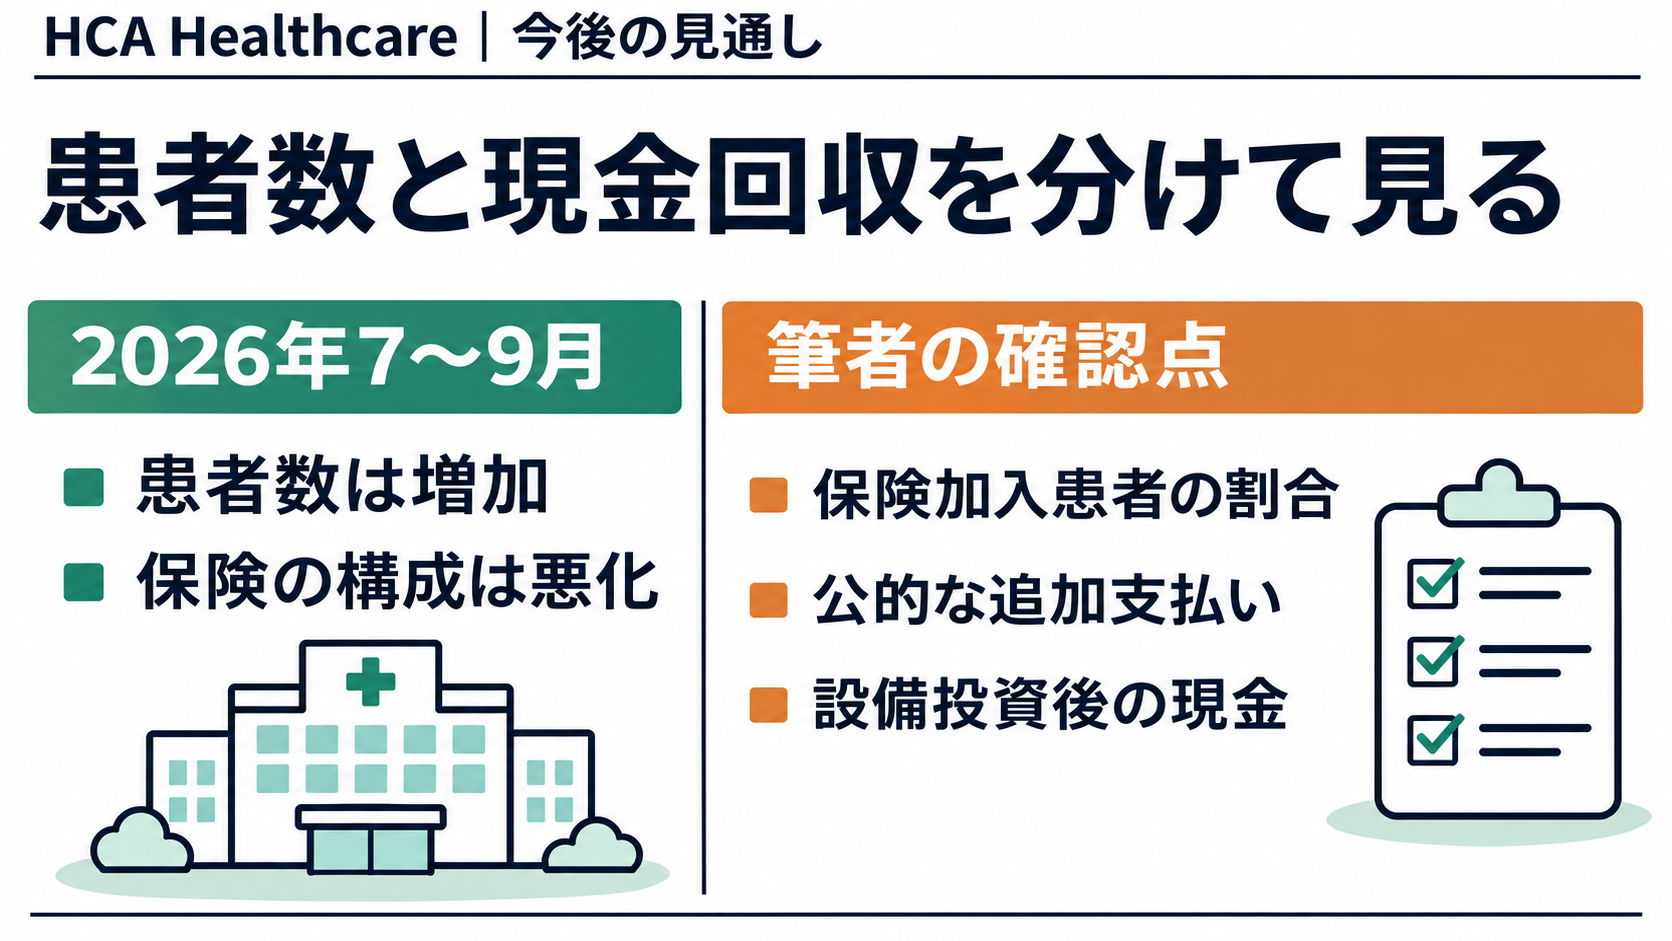 HCA Healthcare｜今後の見通し
患者数と現金回収を分けて見る
2026年7〜9月
患者数は増加
保険の構成は悪化
筆者の確認点
保険加入患者の割合
公的な追加支払い
設備投資後の現金